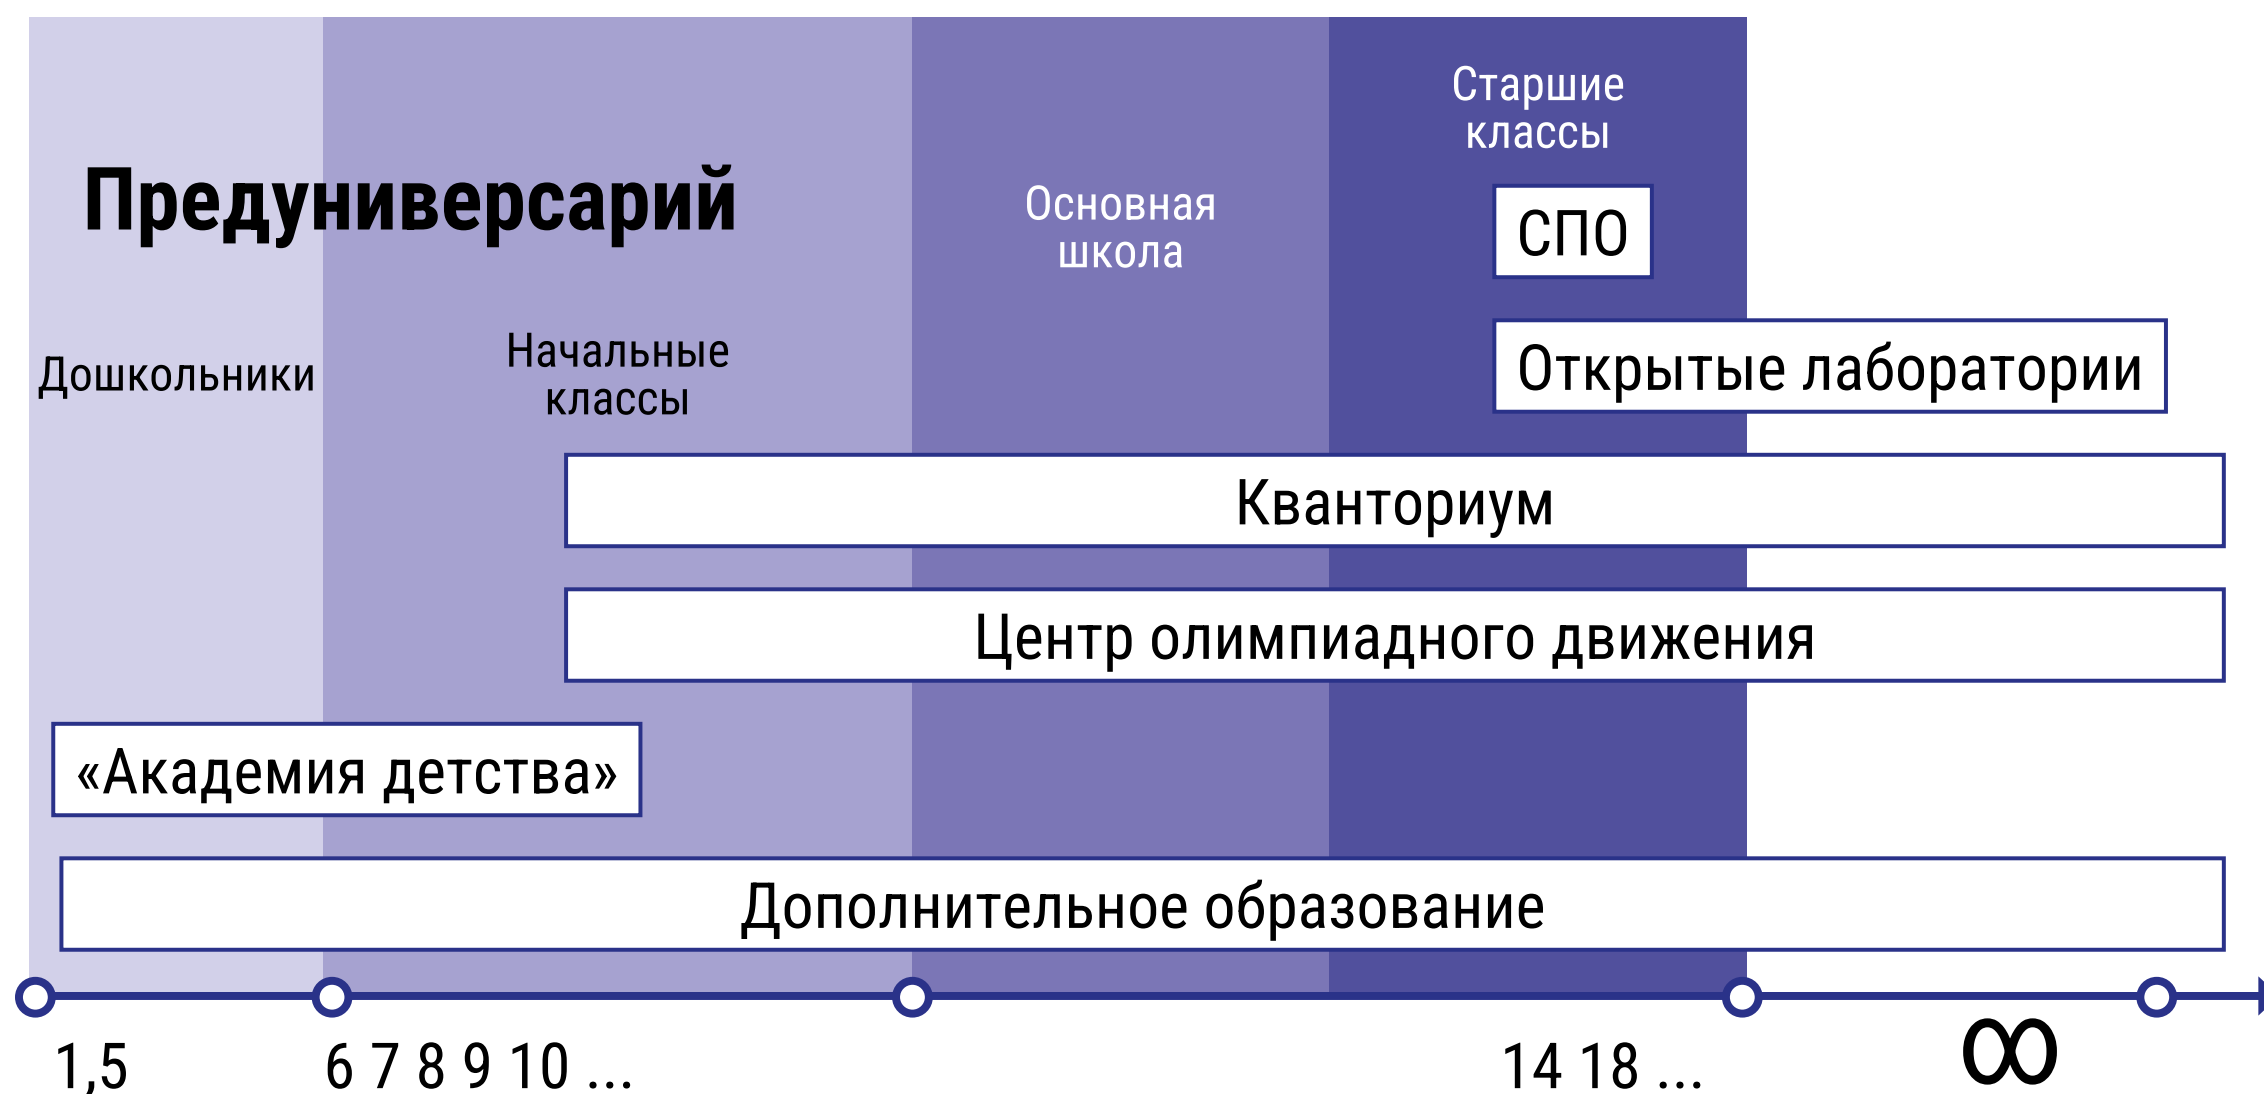 Предуниверсарий
Дошкольники
Начальные
классы
Основная
школа
Старшие
классы
СПО
Открытые лаборатории
Кванториум
Центр олимпиадного движения
«Академия детства»
Дополнительное образование
1,5
6 7 8 9 10 ...
14 18 ...
∞